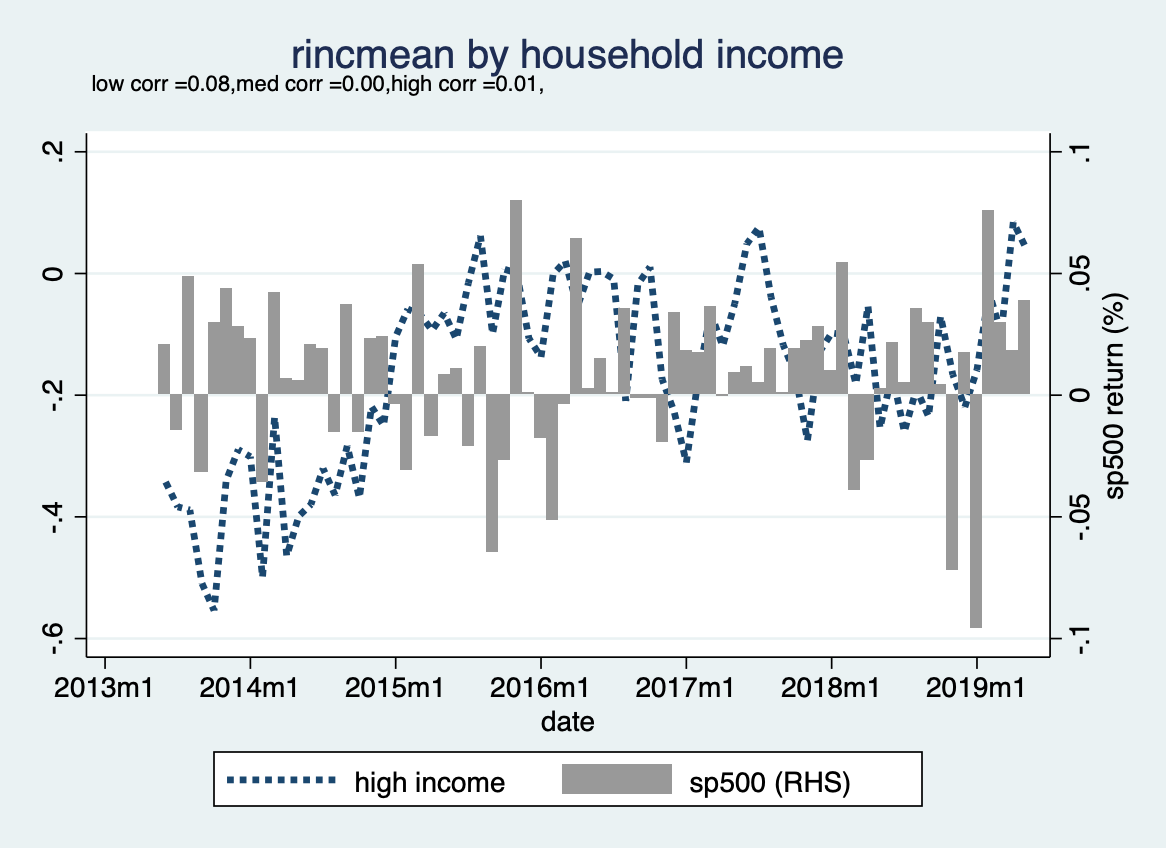 rincmean by household income
low corr =0.08,med corr =0.00,high corr =0.01,
.2
0
-.2
-.4
-.6
.1
.05
0
-.05
-.1
sp500 return (%)
2013m1 2014m1 2015m1 2016m1 2017m1 2018m1 2019m1
date
high income sp500 (RHS)